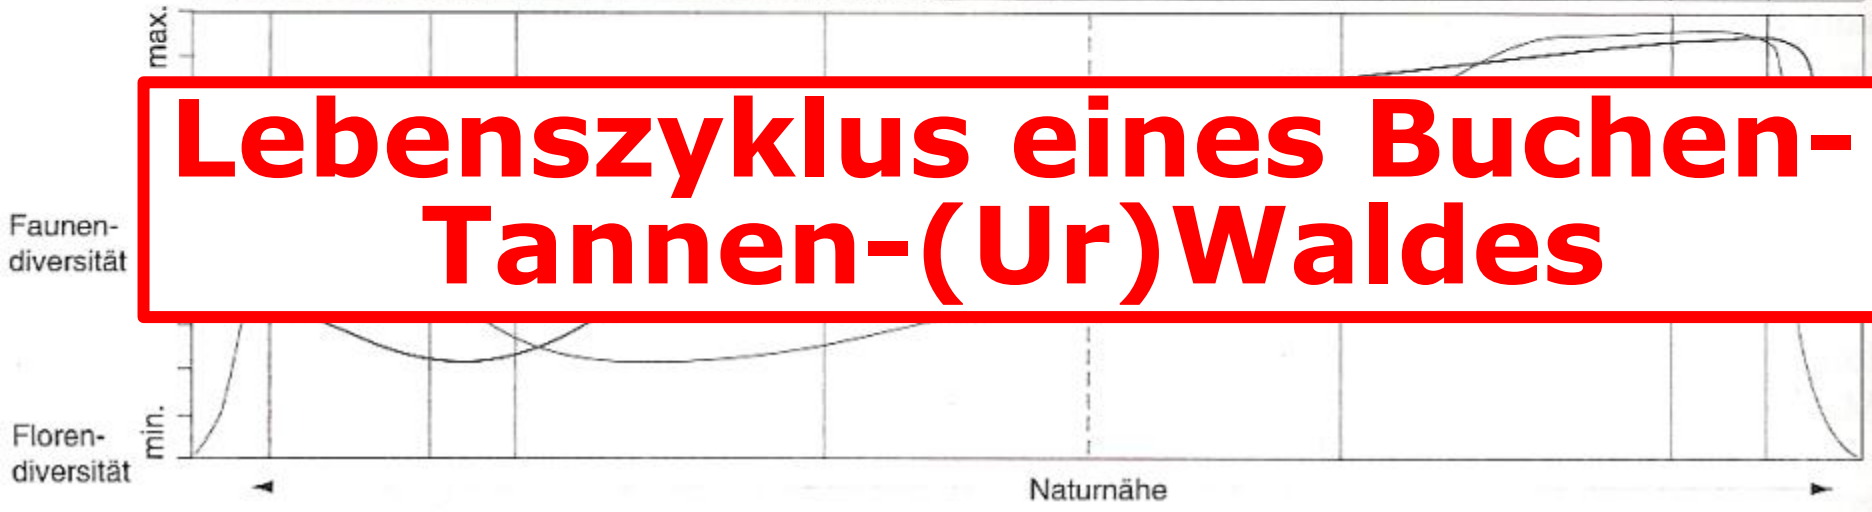 max.
Lebenszyklus eines Buchen-
Tannen-(Ur)Waldes
Faunen-
diversität
min.
Floren-
diversität
Naturnähe